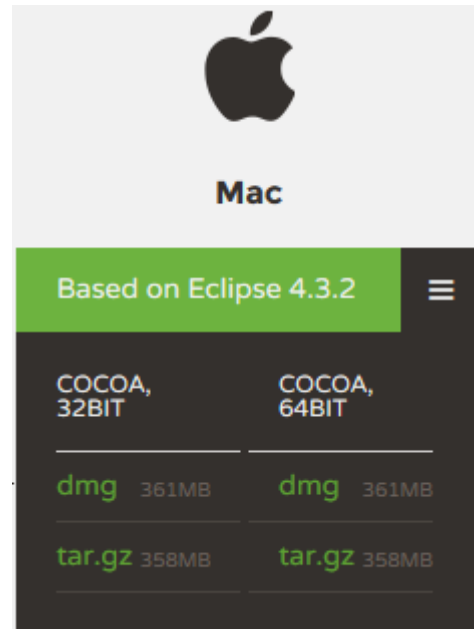 Mac
Based on Eclipse 4.3.2
COCOA, COCOA,
32BIT 64BIT
dmg 361MB dmg 361MB
tar.gz 358MB tar.gz 358MB